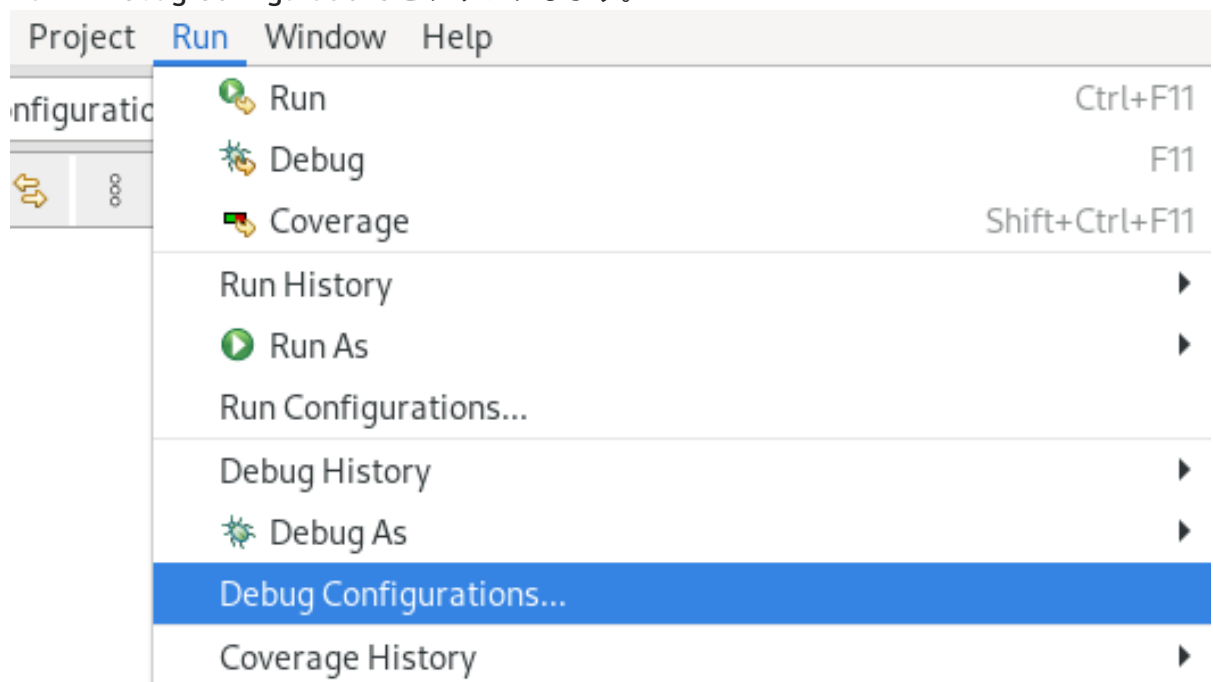 Project Run Window Help
Run Ctrl+F11
Debug F11
Coverage Shift+Ctrl+F11
Run History
Run As
Run Configurations...
Debug History
Debug As
Debug Configurations...
Coverage History